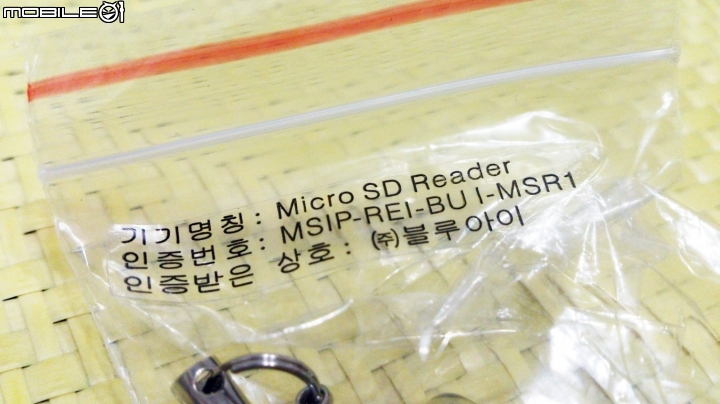 MOBILE01
기기명칭: Micro SD Reader
인증번호: MSIP-REI-BU I-MSR1
인증받은 상호: ㈜블루아이